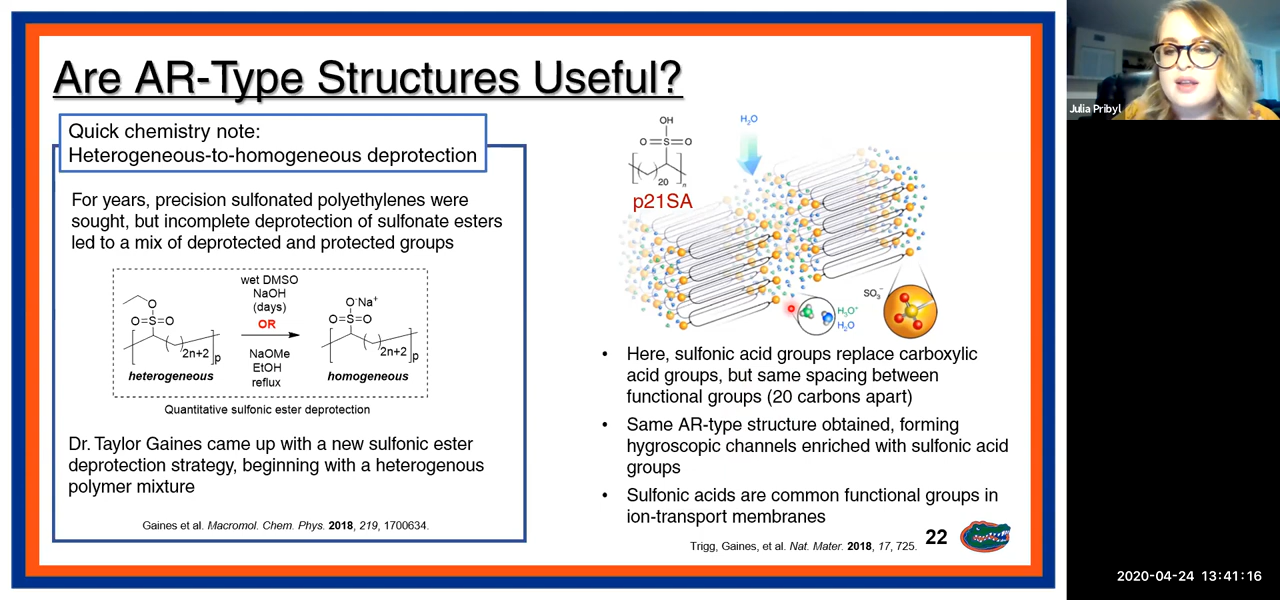 Are AR-Type Structures Useful?
Quick chemistry note:
Heterogeneous-to-homogeneous deprotection
For years, precision sulfonated polyethylenes were
sought, but incomplete deprotection of sulfonate esters
led to a mix of deprotected and protected groups
O
O=S=O
2n+2
p
heterogeneous
wet DMSO
NaOH
(days)
OR
NaOMe
EtOH
reflux
O⁻Na⁺
O=S=O
2n+2
p
homogeneous
Quantitative sulfonic ester deprotection
Dr. Taylor Gaines came up with a new sulfonic ester
deprotection strategy, beginning with a heterogenous
polymer mixture
Gaines et al. Macromol. Chem. Phys. 2018, 219, 1700634.
OH
O=S=O
20
n
p21SA
H₂O
SO₃⁻
H₃O⁺
H₂O
• Here, sulfonic acid groups replace carboxylic
acid groups, but same spacing between
functional groups (20 carbons apart)
• Same AR-type structure obtained, forming
hygroscopic channels enriched with sulfonic acid
groups
• Sulfonic acids are common functional groups in
ion-transport membranes
Trigg, Gaines, et al. Nat. Mater. 2018, 17, 725.
22
Julia Pribyl
2020-04-24 13:41:16